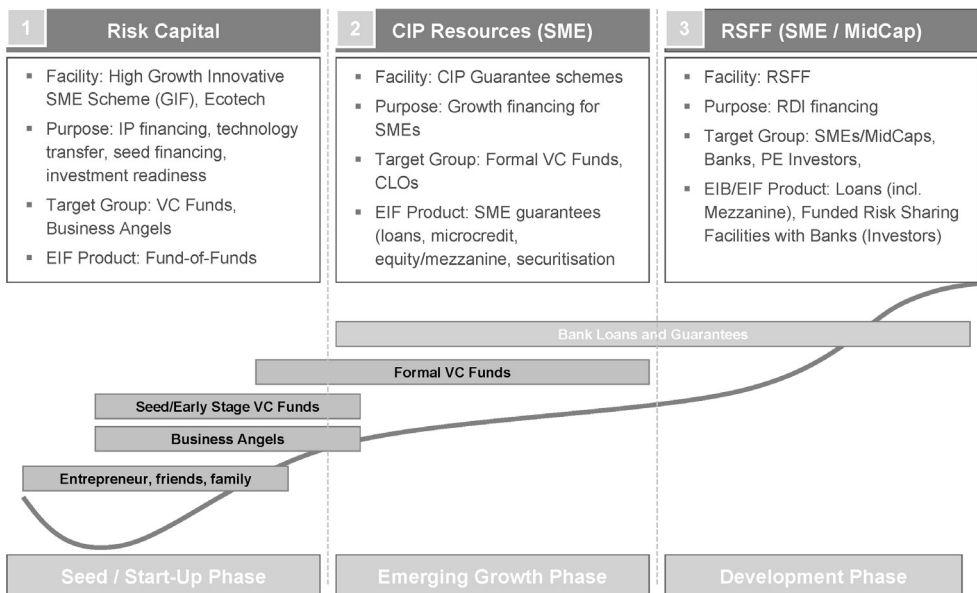 1
Risk Capital
▪ Facility: High Growth Innovative
SME Scheme (GIF), Ecotech
▪ Purpose: IP financing, technology
transfer, seed financing,
investment readiness
▪ Target Group: VC Funds,
Business Angels
▪ EIF Product: Fund-of-Funds
2
CIP Resources (SME)
▪ Facility: CIP Guarantee schemes
▪ Purpose: Growth financing for
SMEs
▪ Target Group: Formal VC Funds,
CLOs
▪ EIF Product: SME guarantees
(loans, microcredit,
equity/mezzanine, securitisation
3
RSFF (SME / MidCap)
▪ Facility: RSFF
▪ Purpose: RDI financing
▪ Target Group: SMEs/MidCaps,
Banks, PE Investors,
▪ EIB/EIF Product: Loans (incl.
Mezzanine), Funded Risk Sharing
Facilities with Banks (Investors)
Bank Loans and Guarantees
Formal VC Funds
Seed/Early Stage VC Funds
Business Angels
Entrepreneur, friends, family
Seed / Start-Up Phase
Emerging Growth Phase
Development Phase